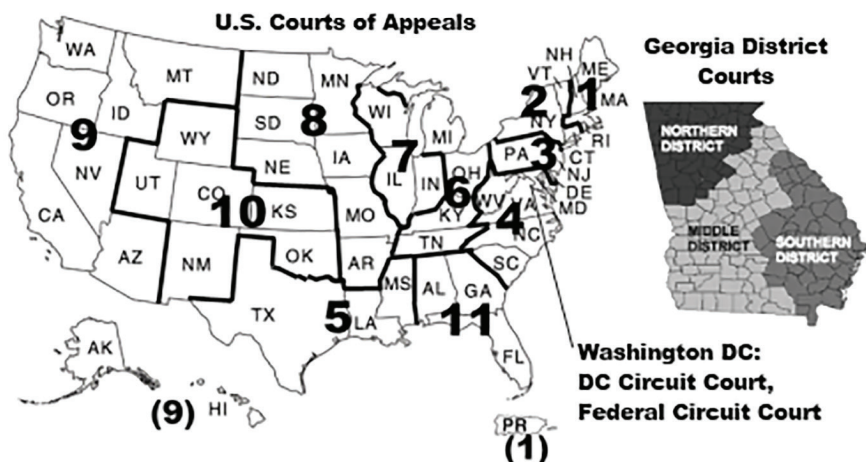 U.S. Courts of Appeals
Georgia District
Courts
WA
MT
ND
MN
VT
NH
ME
OR
ID
WY
SD
WI
MI
NY
MA
9
8
7
2
1
RI
CT
NJ
DE
MD
NV
UT
CO
NE
IA
IL
IN
OH
PA
3
CA
10
KS
MO
6
KY
WV
VA
4
NC
AZ
NM
OK
AR
TN
SC
TX
5
LA
MS
AL
GA
11
FL
AK
(9)
HI
PR
(1)
NORTHERN
DISTRICT
MIDDLE
DISTRICT
SOUTHERN
DISTRICT
Washington DC:
DC Circuit Court,
Federal Circuit Court